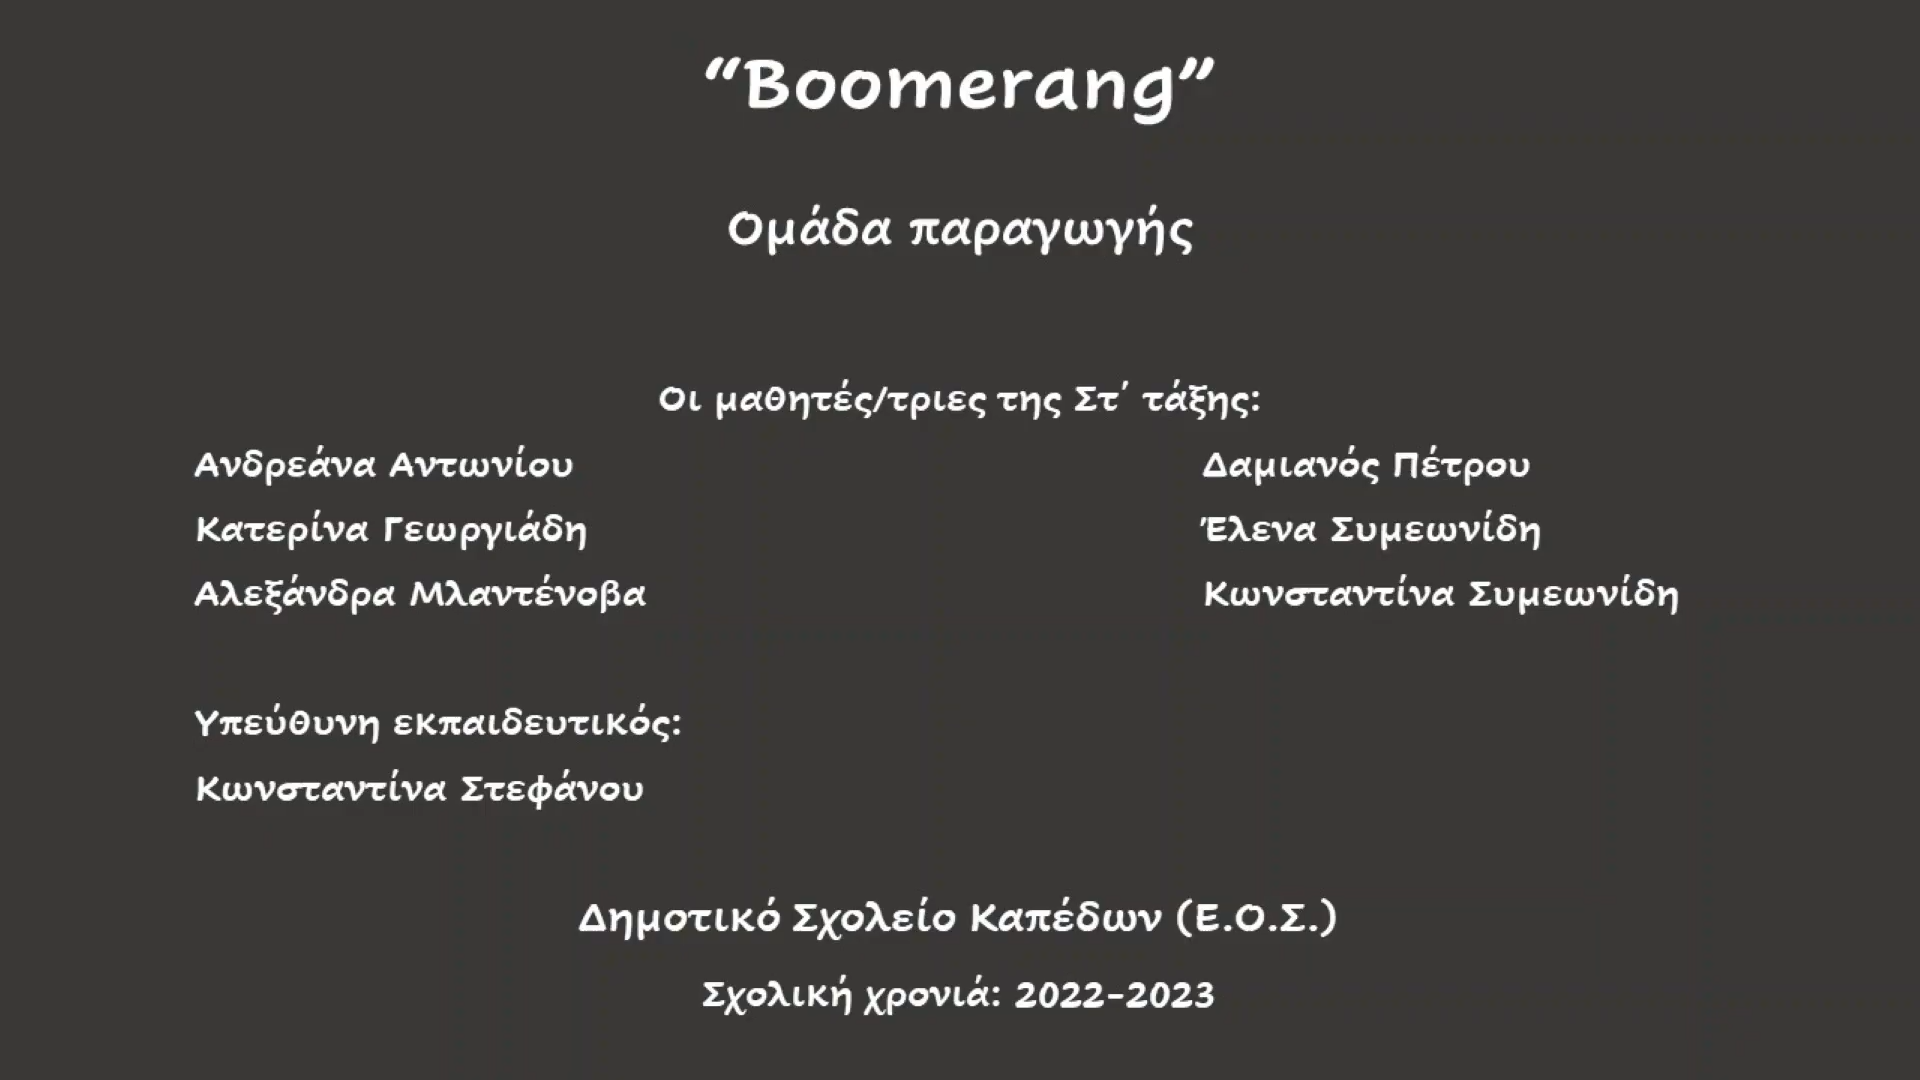 “Boomerang”
Ομάδα παραγωγής
Οι μαθητές/τριες της Στ΄ τάξης:
Ανδρεάνα Αντωνίου
Δαμιανός Πέτρου
Κατερίνα Γεωργιάδη
Έλενα Συμεωνίδη
Αλεξάνδρα Μλαντένοβα
Κωνσταντίνα Συμεωνίδη
Υπεύθυνη εκπαιδευτικός:
Κωνσταντίνα Στεφάνου
Δημοτικό Σχολείο Καπέδων (Ε.Ο.Σ.)
Σχολική χρονιά: 2022-2023